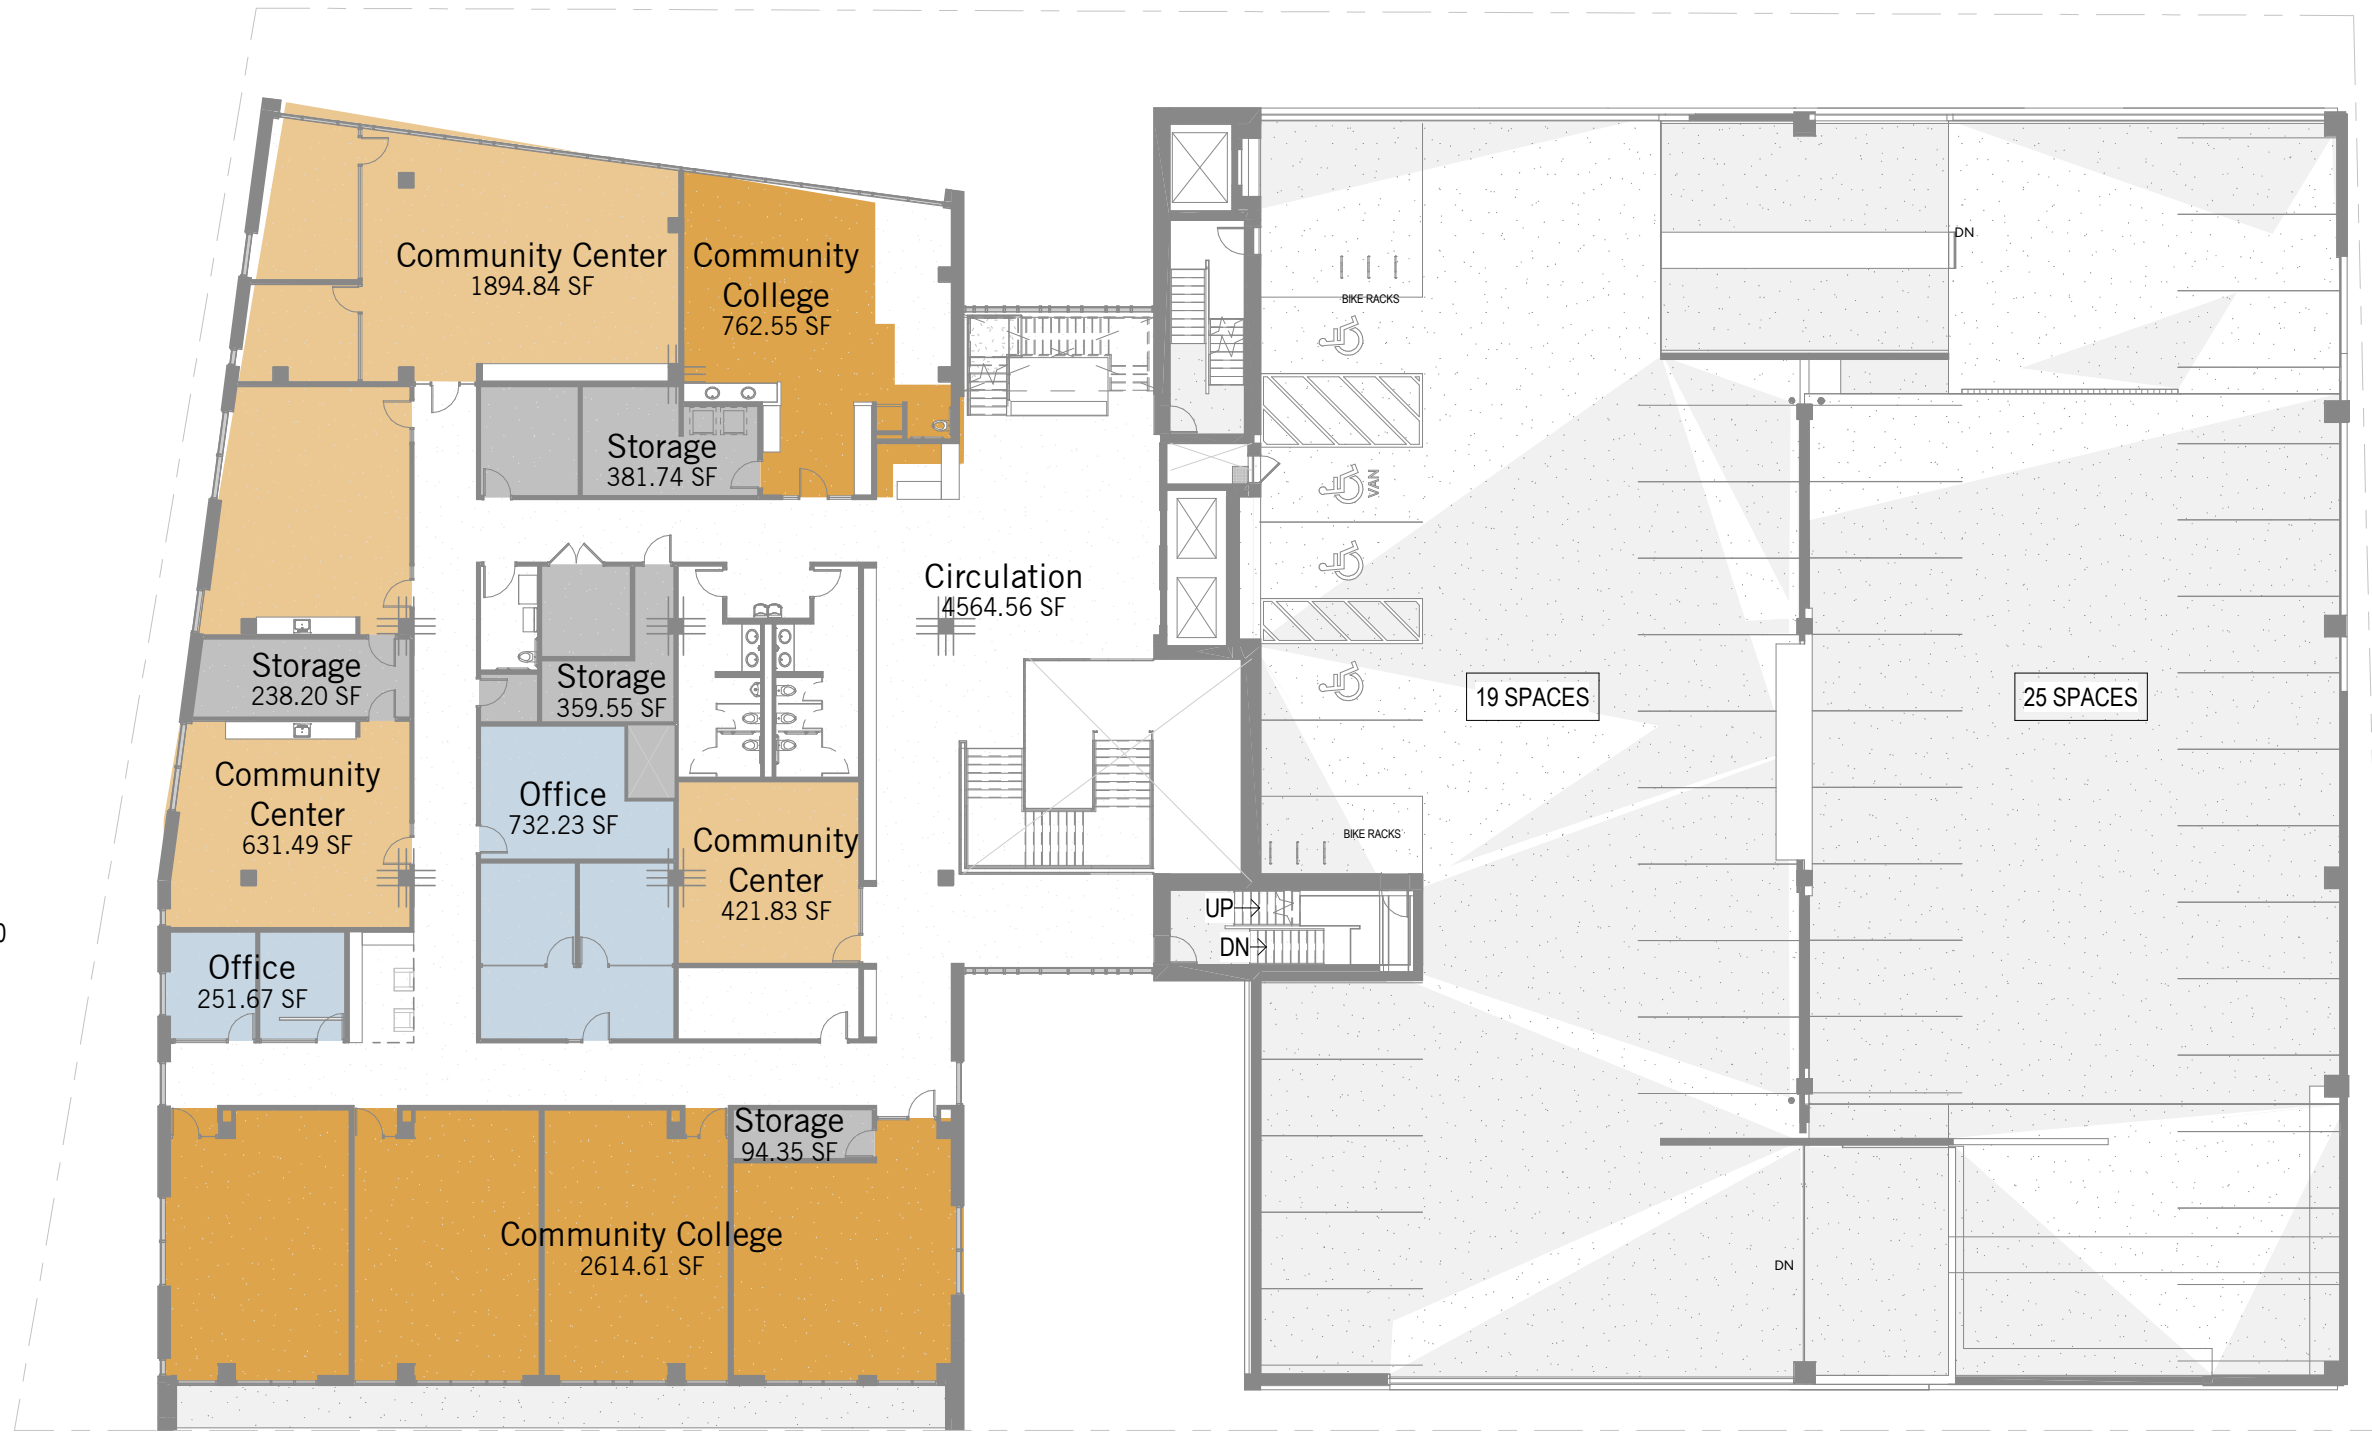 Community Center
1894.84 SF
Community
College
762.55 SF
DN
BIKE RACKS
Storage
381.74 SF
VAN
Circulation
4564.56 SF
Storage
238.20 SF
Storage
359.55 SF
19 SPACES
25 SPACES
Community
Center
631.49 SF
Office
732.23 SF
Community
Center
421.83 SF
BIKE RACKS
UP
DN
0
Office
251.67 SF
Storage
94.35 SF
Community College
2614.61 SF
DN